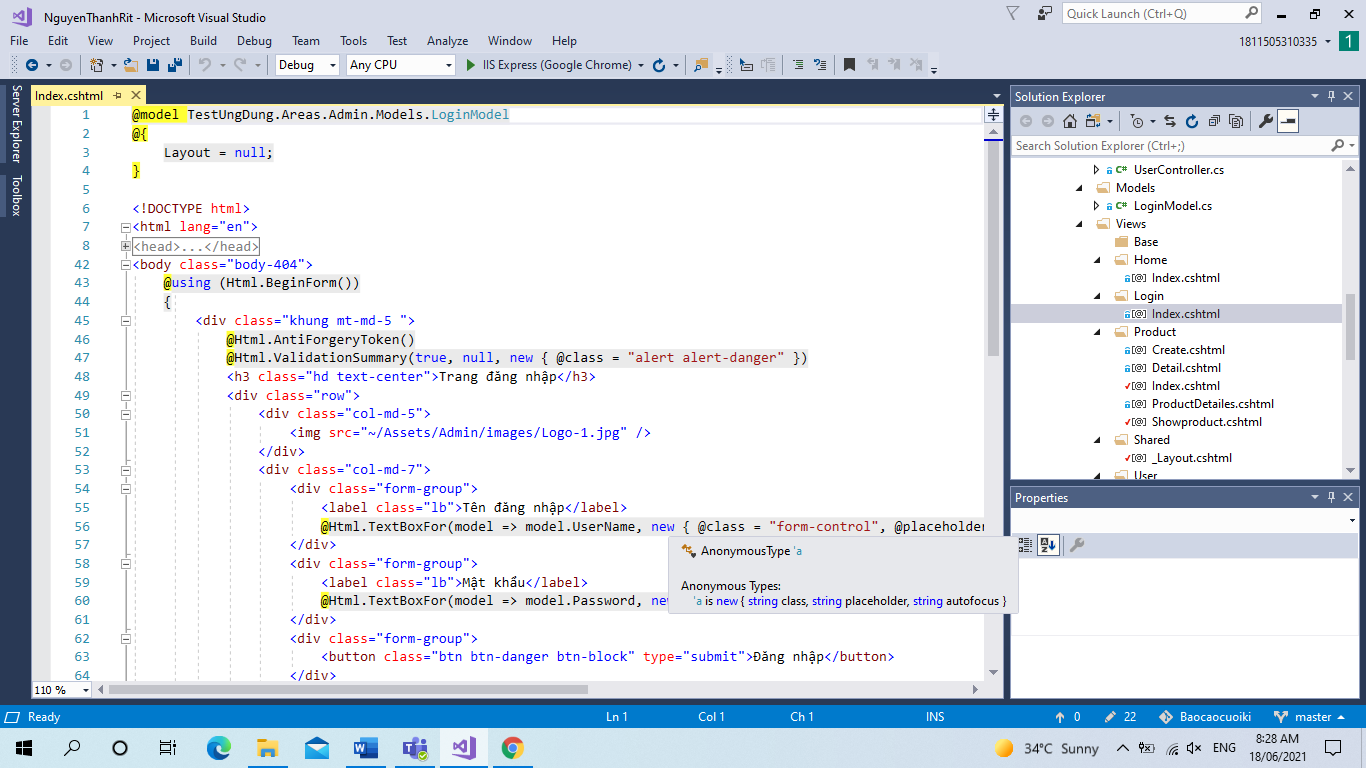 NguyenThanhRit - Microsoft Visual Studio
Quick Launch (Ctrl+Q)
File Edit View Project Build Debug Team Tools Test Analyze Window Help
1811505310335
1
Debug
Any CPU
IIS Express (Google Chrome)
Server Explorer
Toolbox
Index.cshtml
1 @model TestUngDung.Areas.Admin.Models.LoginModel
2 @{
3 Layout = null;
4 }
5
6 <!DOCTYPE html>
7 <html lang="en">
8 <head>...</head>
42 <body class="body-404">
43 @using (Html.BeginForm())
44 {
45 <div class="khung mt-md-5 ">
46 @Html.AntiForgeryToken()
47 @Html.ValidationSummary(true, null, new { @class = "alert alert-danger" })
48 <h3 class="hd text-center">Trang đăng nhập</h3>
49 <div class="row">
50 <div class="col-md-5">
51 <img src="~/Assets/Admin/images/Logo-1.jpg" />
52 </div>
53 <div class="col-md-7">
54 <div class="form-group">
55 <label class="lb">Tên đăng nhập</label>
56 @Html.TextBoxFor(model => model.UserName, new { @class = "form-control", @placeholder
57 </div>
58 <div class="form-group">
59 <label class="lb">Mật khẩu</label>
60 @Html.TextBoxFor(model => model.Password, new
61 </div>
62 <div class="form-group">
63 <button class="btn btn-danger btn-block" type="submit">Đăng nhập</button>
64 </div>
AnonymousType 'a
Anonymous Types:
'a is new { string class, string placeholder, string autofocus }
110 %
Solution Explorer
Search Solution Explorer (Ctrl+;)
UserController.cs
Models
LoginModel.cs
Views
Base
Home
Index.cshtml
Login
Index.cshtml
Product
Create.cshtml
Detail.cshtml
Index.cshtml
ProductDetailes.cshtml
Showproduct.cshtml
Shared
_Layout.cshtml
User
Properties
Ready
Ln 1 Col 1 Ch 1 INS
0 22 Baocaocuoiki master
34°C Sunny
ENG
8:28 AM
18/06/2021